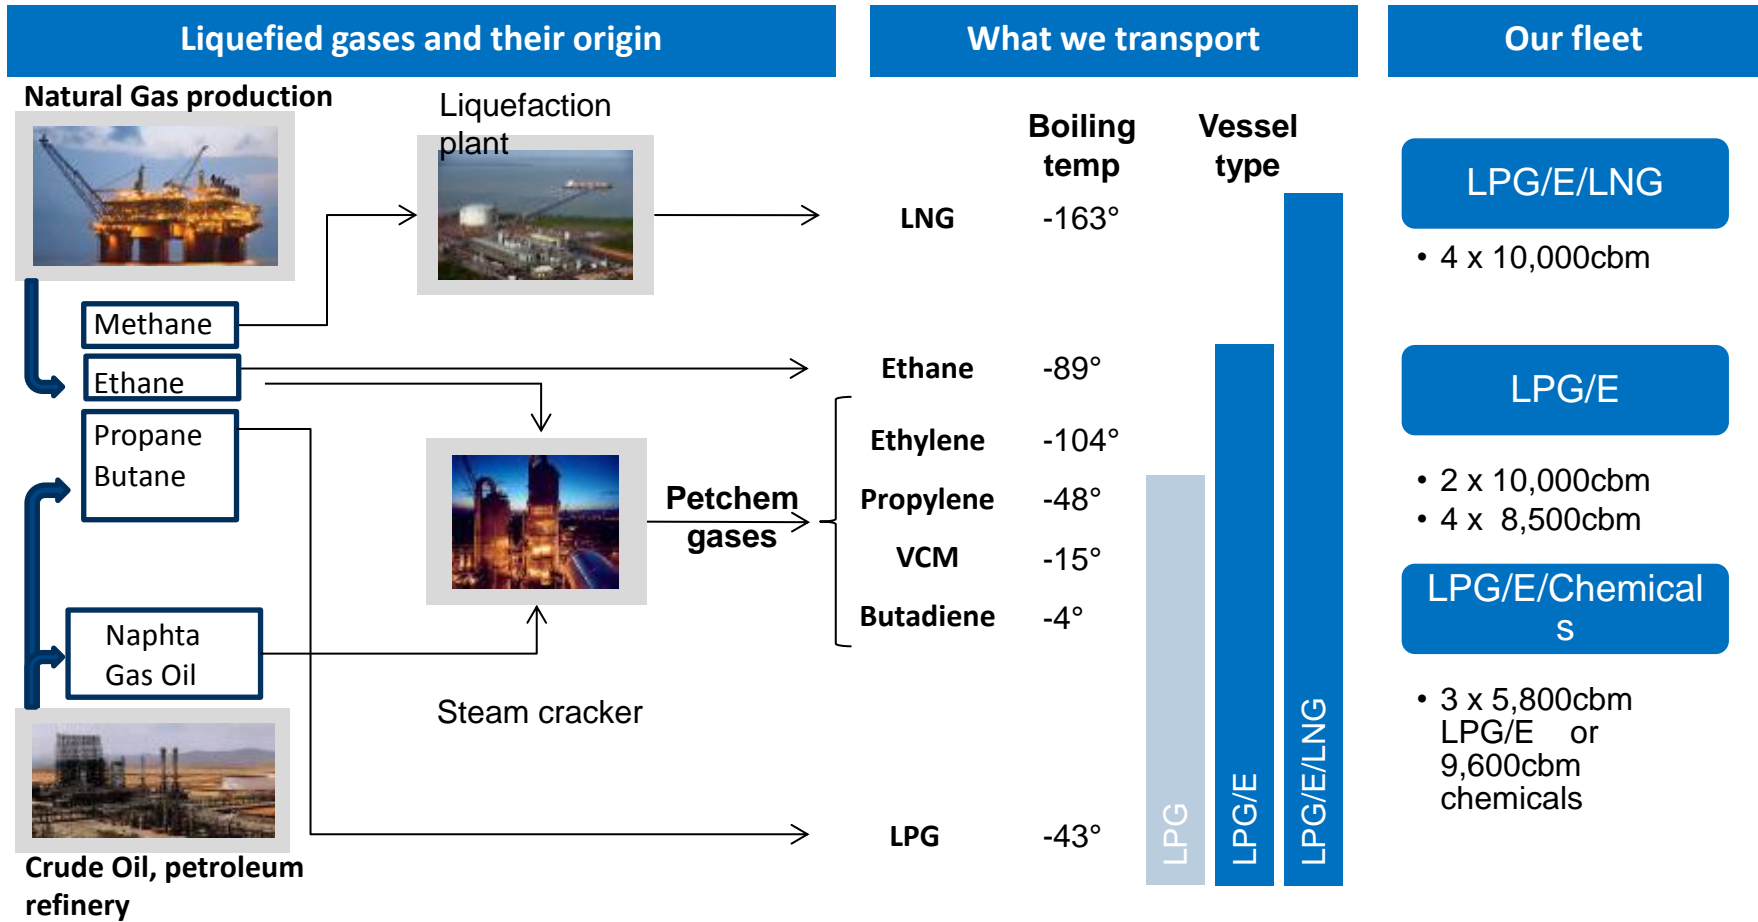 Liquefied gases and their origin
What we transport
Our fleet
Natural Gas production
Liquefaction
plant
Methane
Ethane
Propane
Butane
Naphta
Gas Oil
Steam cracker
Petchem
gases
Crude Oil, petroleum
refinery
Boiling
temp
Vessel
type
LNG -163°
Ethane -89°
Ethylene -104°
Propylene -48°
VCM -15°
Butadiene -4°
LPG -43°
LPG
LPG/E
LPG/E/LNG
LPG/E/LNG
• 4 x 10,000cbm
LPG/E
• 2 x 10,000cbm
• 4 x 8,500cbm
LPG/E/Chemical
s
• 3 x 5,800cbm
LPG/E or
9,600cbm
chemicals